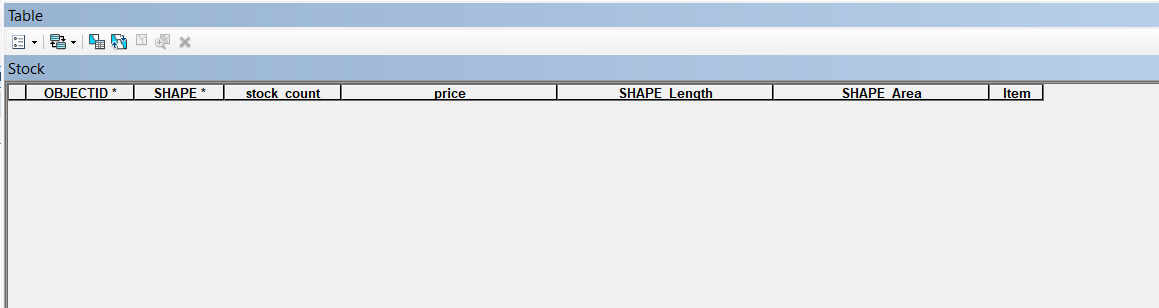 Table
Stock
OBJECTID * SHAPE * stock_count price SHAPE_Length SHAPE_Area Item